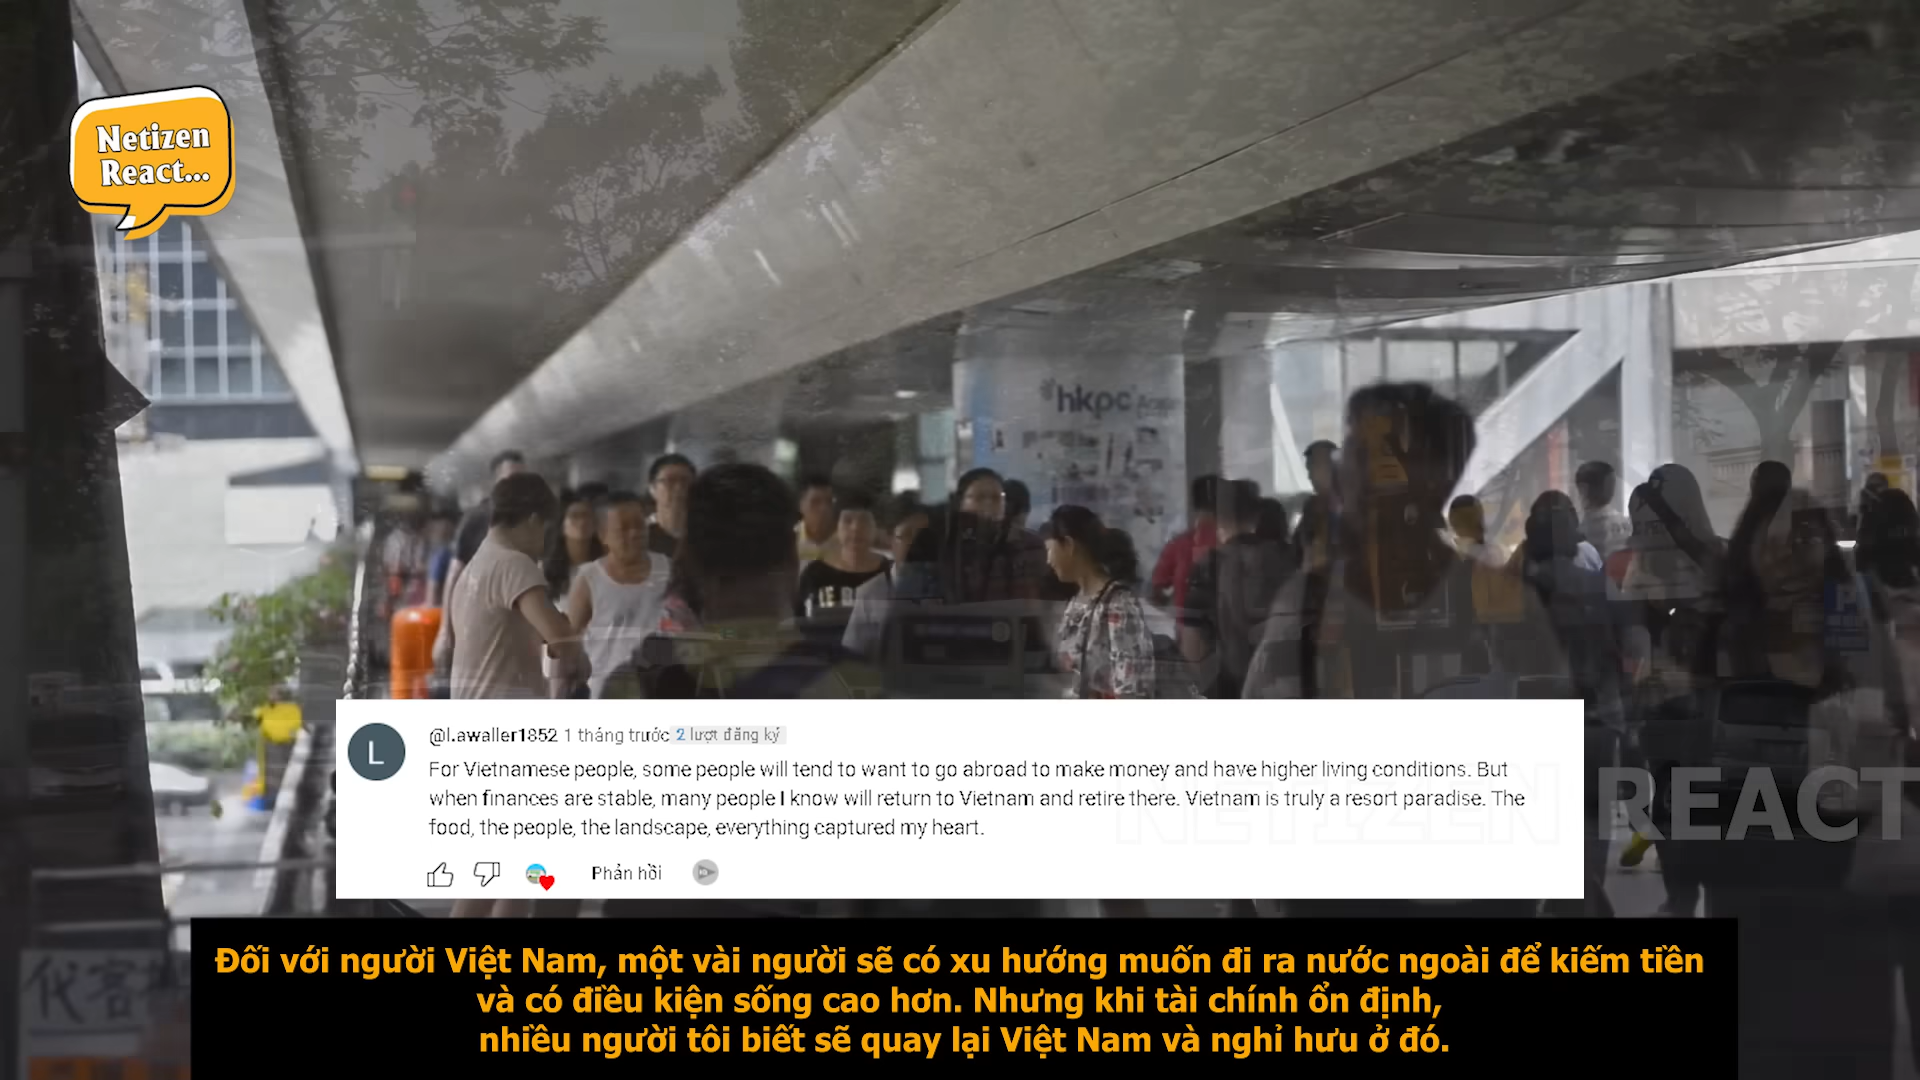 Netizen
React...
hkpc
@l.awaller1852 1 tháng trước 2 lượt đăng ký
L
For Vietnamese people, some people will tend to want to go abroad to make money and have higher living conditions. But
when finances are stable, many people I know will return to Vietnam and retire there. Vietnam is truly a resort paradise. The
food, the people, the landscape, everything captured my heart.
NETIZEN REACT
Phản hồi
Đối với người Việt Nam, một vài người sẽ có xu hướng muốn đi ra nước ngoài để kiếm tiền
và có điều kiện sống cao hơn. Nhưng khi tài chính ổn định,
nhiều người tôi biết sẽ quay lại Việt Nam và nghỉ hưu ở đó.
代客